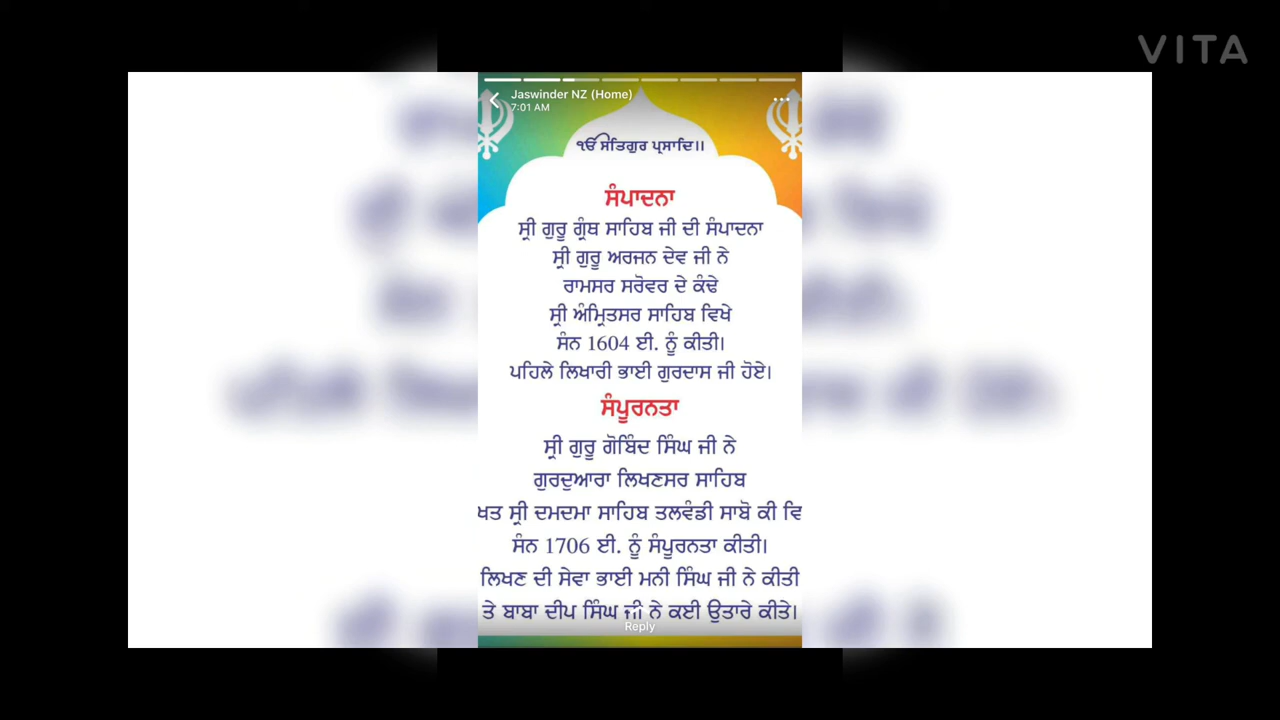 VITA
Jaswinder NZ (Home)
7:01 AM
ੴ ਸਤਿਗੁਰ ਪ੍ਰਸਾਦਿ।।
ਸੰਪਾਦਨਾ
ਸ੍ਰੀ ਗੁਰੂ ਗ੍ਰੰਥ ਸਾਹਿਬ ਜੀ ਦੀ ਸੰਪਾਦਨਾ
ਸ੍ਰੀ ਗੁਰੂ ਅਰਜਨ ਦੇਵ ਜੀ ਨੇ
ਰਾਮਸਰ ਸਰੋਵਰ ਦੇ ਕੰਢੇ
ਸ੍ਰੀ ਅੰਮ੍ਰਿਤਸਰ ਸਾਹਿਬ ਵਿਖੇ
ਸੰਨ 1604 ਈ. ਨੂੰ ਕੀਤੀ।
ਪਹਿਲੇ ਲਿਖਾਰੀ ਭਾਈ ਗੁਰਦਾਸ ਜੀ ਹੋਏ।
ਸੰਪੂਰਨਤਾ
ਸ੍ਰੀ ਗੁਰੂ ਗੋਬਿੰਦ ਸਿੰਘ ਜੀ ਨੇ
ਗੁਰਦੁਆਰਾ ਲਿਖਣਸਰ ਸਾਹਿਬ
ਖਤ ਸ੍ਰੀ ਦਮਦਮਾ ਸਾਹਿਬ ਤਲਵੰਡੀ ਸਾਬੋ ਕੀ ਵਿ
ਸੰਨ 1706 ਈ. ਨੂੰ ਸੰਪੂਰਨਤਾ ਕੀਤੀ।
ਲਿਖਣ ਦੀ ਸੇਵਾ ਭਾਈ ਮਨੀ ਸਿੰਘ ਜੀ ਨੇ ਕੀਤੀ
ਤੇ ਬਾਬਾ ਦੀਪ ਸਿੰਘ ਜੀ ਨੇ ਕਈ ਉਤਾਰੇ ਕੀਤੇ।
Reply